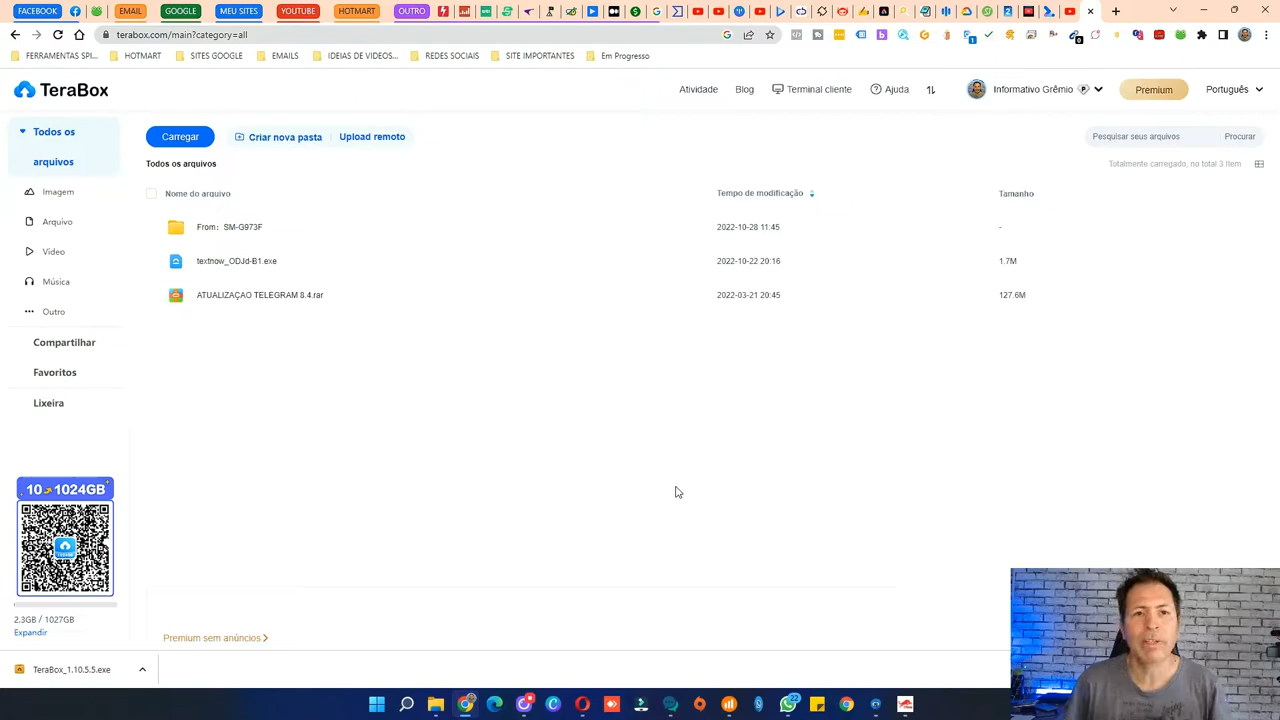 FACEBOOK EMAIL GOOGLE MEU SITES YOUTUBE HOTMART OUTRO
terabox.com/main?category=all
FERRAMENTAS SPI... HOTMART SITES GOOGLE EMAILS IDEIAS DE VIDEOS... REDES SOCIAIS SITE IMPORTANTES Em Progresso
TeraBox Atividade Blog Terminal cliente Ajuda Informativo Grêmio P Premium Português
Todos os
arquivos
Carregar Criar nova pasta Upload remoto Pesquisar seus arquivos Procurar
Todos os arquivos Totalmente carregado, no total 3 Item
Imagem
Arquivo
Vídeo
Música
Outro
Compartilhar
Favoritos
Lixeira
Nome do arquivo Tempo de modificação Tamanho
From：SM-G973F 2022-10-28 11:45 -
textnow_ODJd-B1.exe 2022-10-22 20:16 1.7M
ATUALIZAÇAO TELEGRAM 8.4.rar 2022-03-21 20:45 127.6M
10 1024GB
2.3GB / 1027GB
Expandir
Premium sem anúncios
TeraBox_1.10.5.5.exe